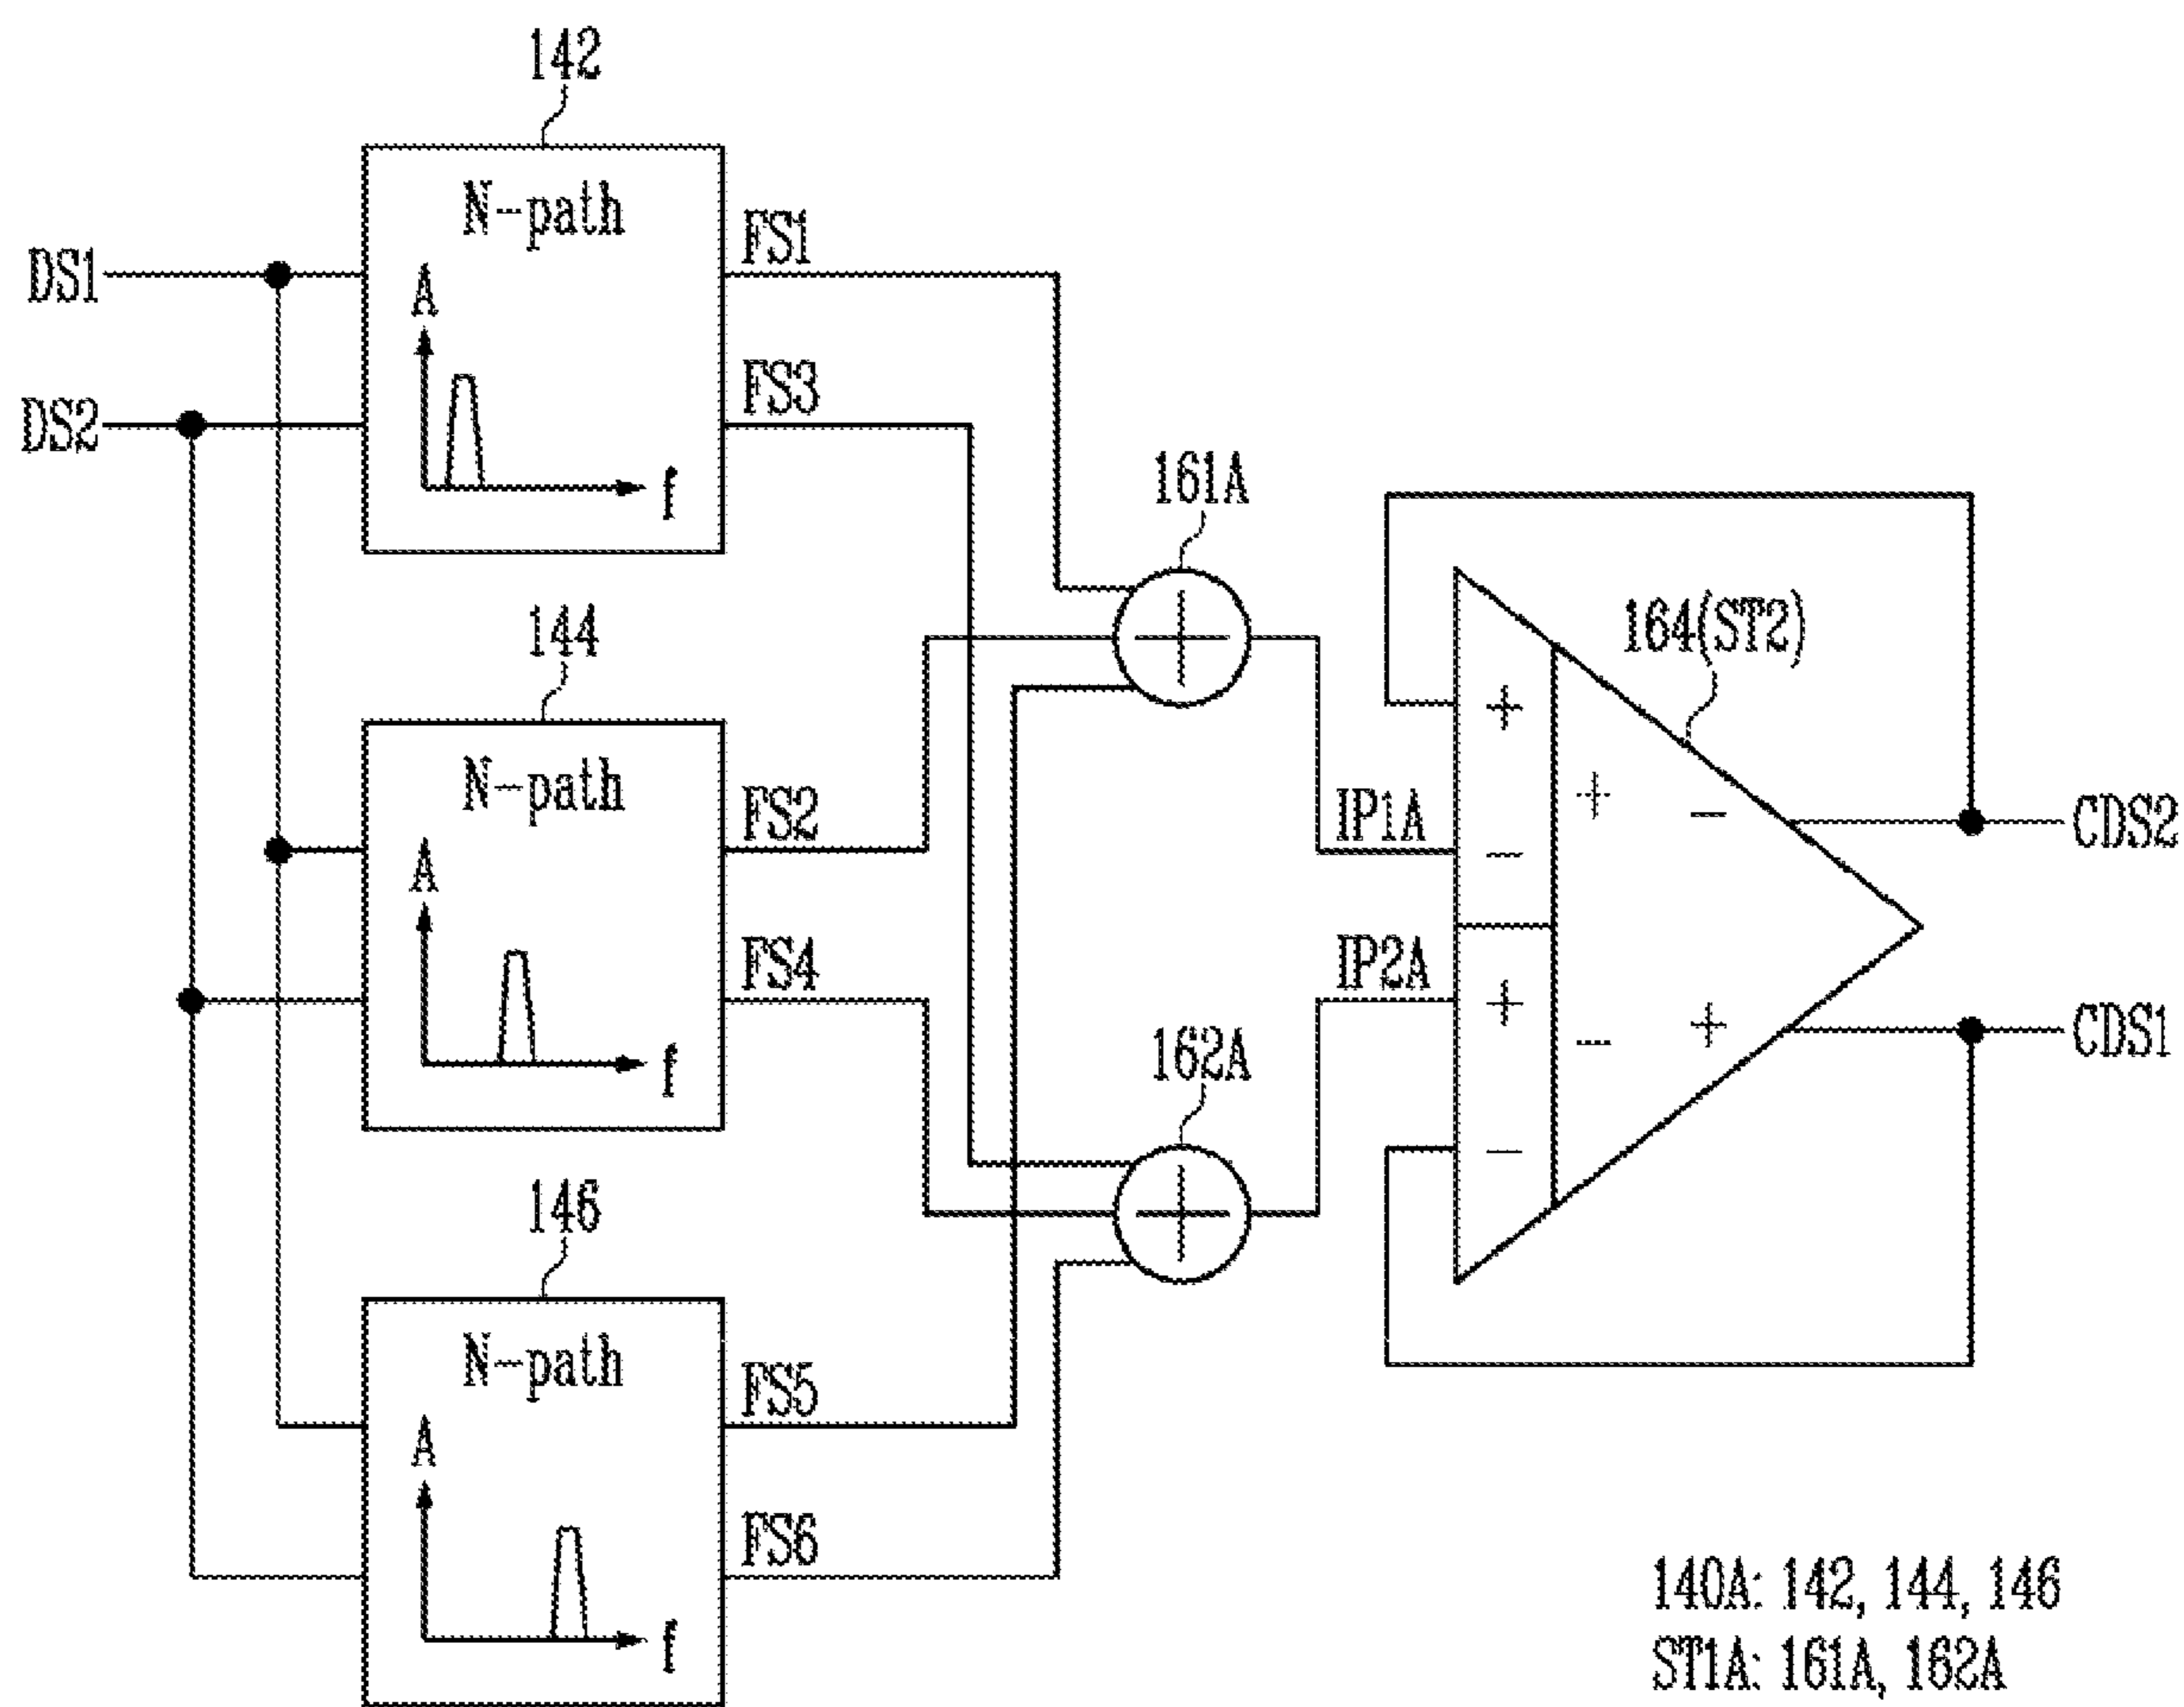 142
N-path
DS1
DS2
A
f
FS1
FS3
161A
144
N-path
A
f
FS2
FS4
162A
146
N-path
A
f
FS5
FS6
IP1A
IP2A
164(ST2)
+
−
+
−
+
−
−
+
CDS2
CDS1
140A: 142, 144, 146
ST1A: 161A, 162A